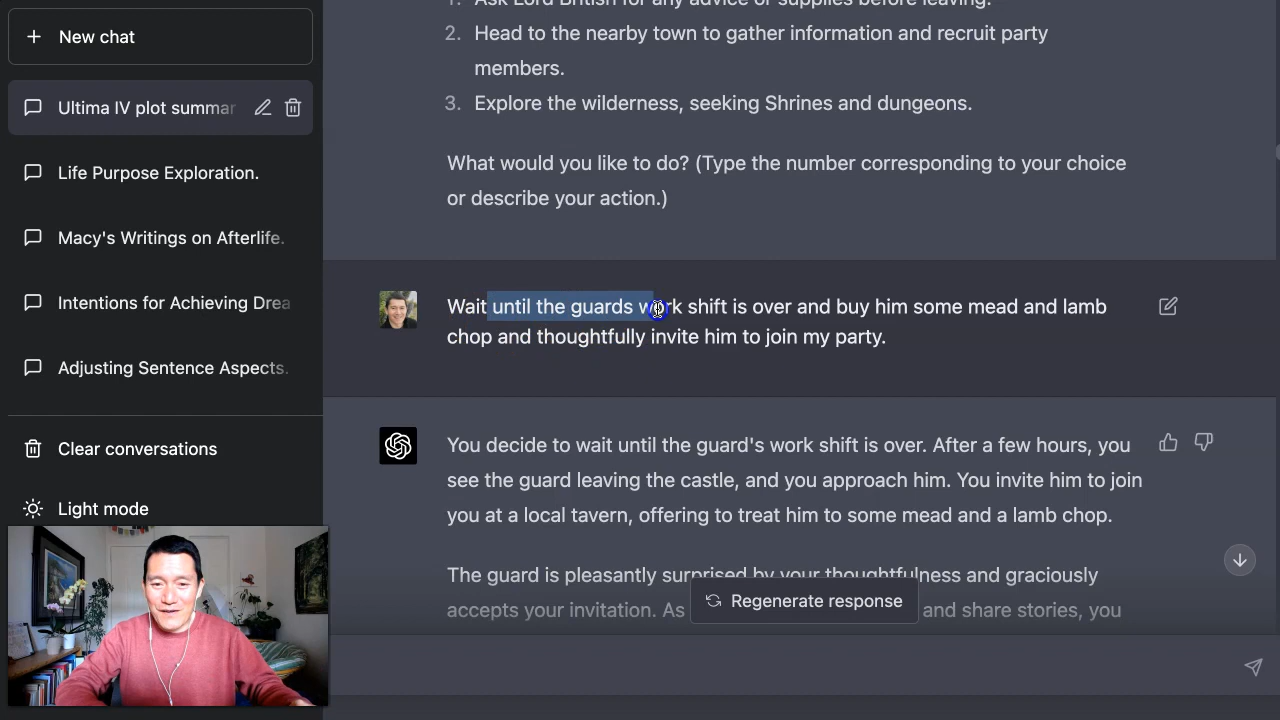 New chat
Ultima IV plot summar
Life Purpose Exploration.
Macy's Writings on Afterlife.
Intentions for Achieving Drea
Adjusting Sentence Aspects.
Clear conversations
Light mode
1. Ask Lord British for any advice or supplies before leaving.
2. Head to the nearby town to gather information and recruit party
members.
3. Explore the wilderness, seeking Shrines and dungeons.
What would you like to do? (Type the number corresponding to your choice
or describe your action.)
Wait until the guards work shift is over and buy him some mead and lamb
chop and thoughtfully invite him to join my party.
You decide to wait until the guard's work shift is over. After a few hours, you
see the guard leaving the castle, and you approach him. You invite him to join
you at a local tavern, offering to treat him to some mead and a lamb chop.
The guard is pleasantly surprised by your thoughtfulness and graciously
accepts your invitation. As and share stories, you
Regenerate response